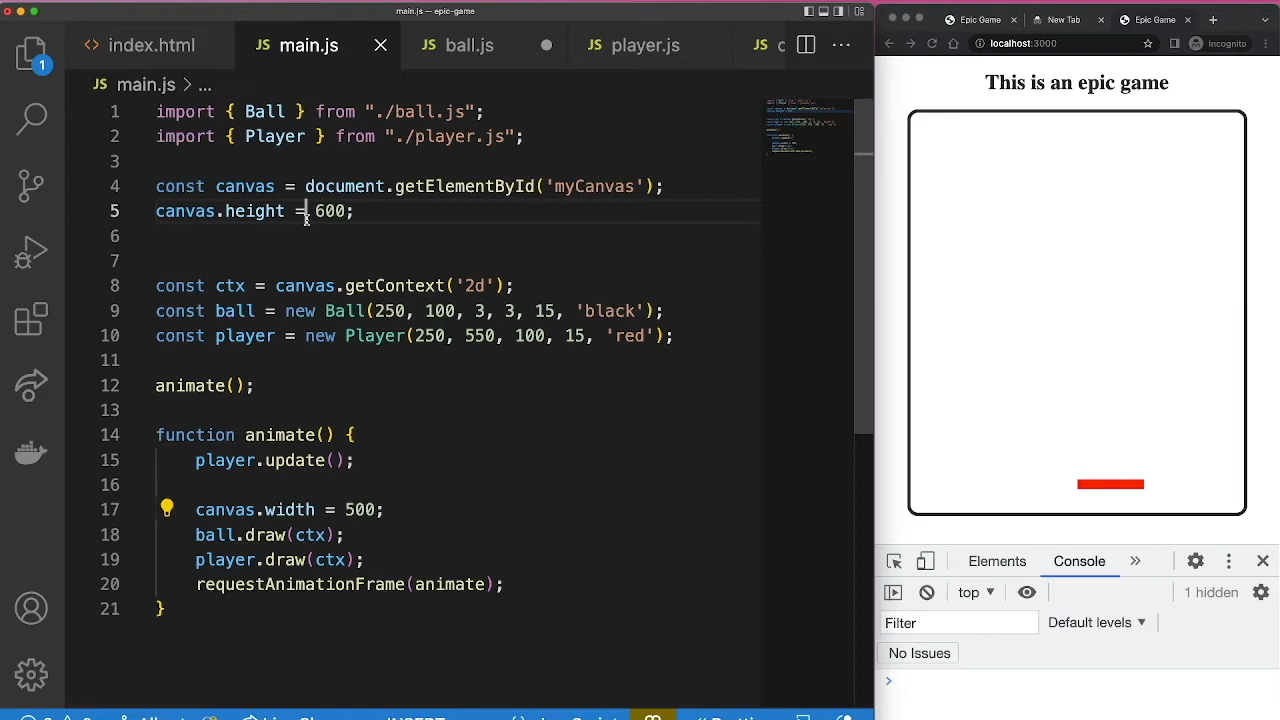 main.js — epic-game
index.html
JS main.js
JS ball.js
JS player.js
JS
JS main.js > ...
1 import { Ball } from "./ball.js";
2 import { Player } from "./player.js";
3
4 const canvas = document.getElementById('myCanvas');
5 canvas.height = 600;
6
7
8 const ctx = canvas.getContext('2d');
9 const ball = new Ball(250, 100, 3, 3, 15, 'black');
10 const player = new Player(250, 550, 100, 15, 'red');
11
12 animate();
13
14 function animate() {
15 player.update();
16
17 canvas.width = 500;
18 ball.draw(ctx);
19 player.draw(ctx);
20 requestAnimationFrame(animate);
21 }
1
Epic Game
New Tab
Epic Game
localhost:3000
Incognito
This is an epic game
Elements
Console
top
1 hidden
Filter
Default levels
No Issues